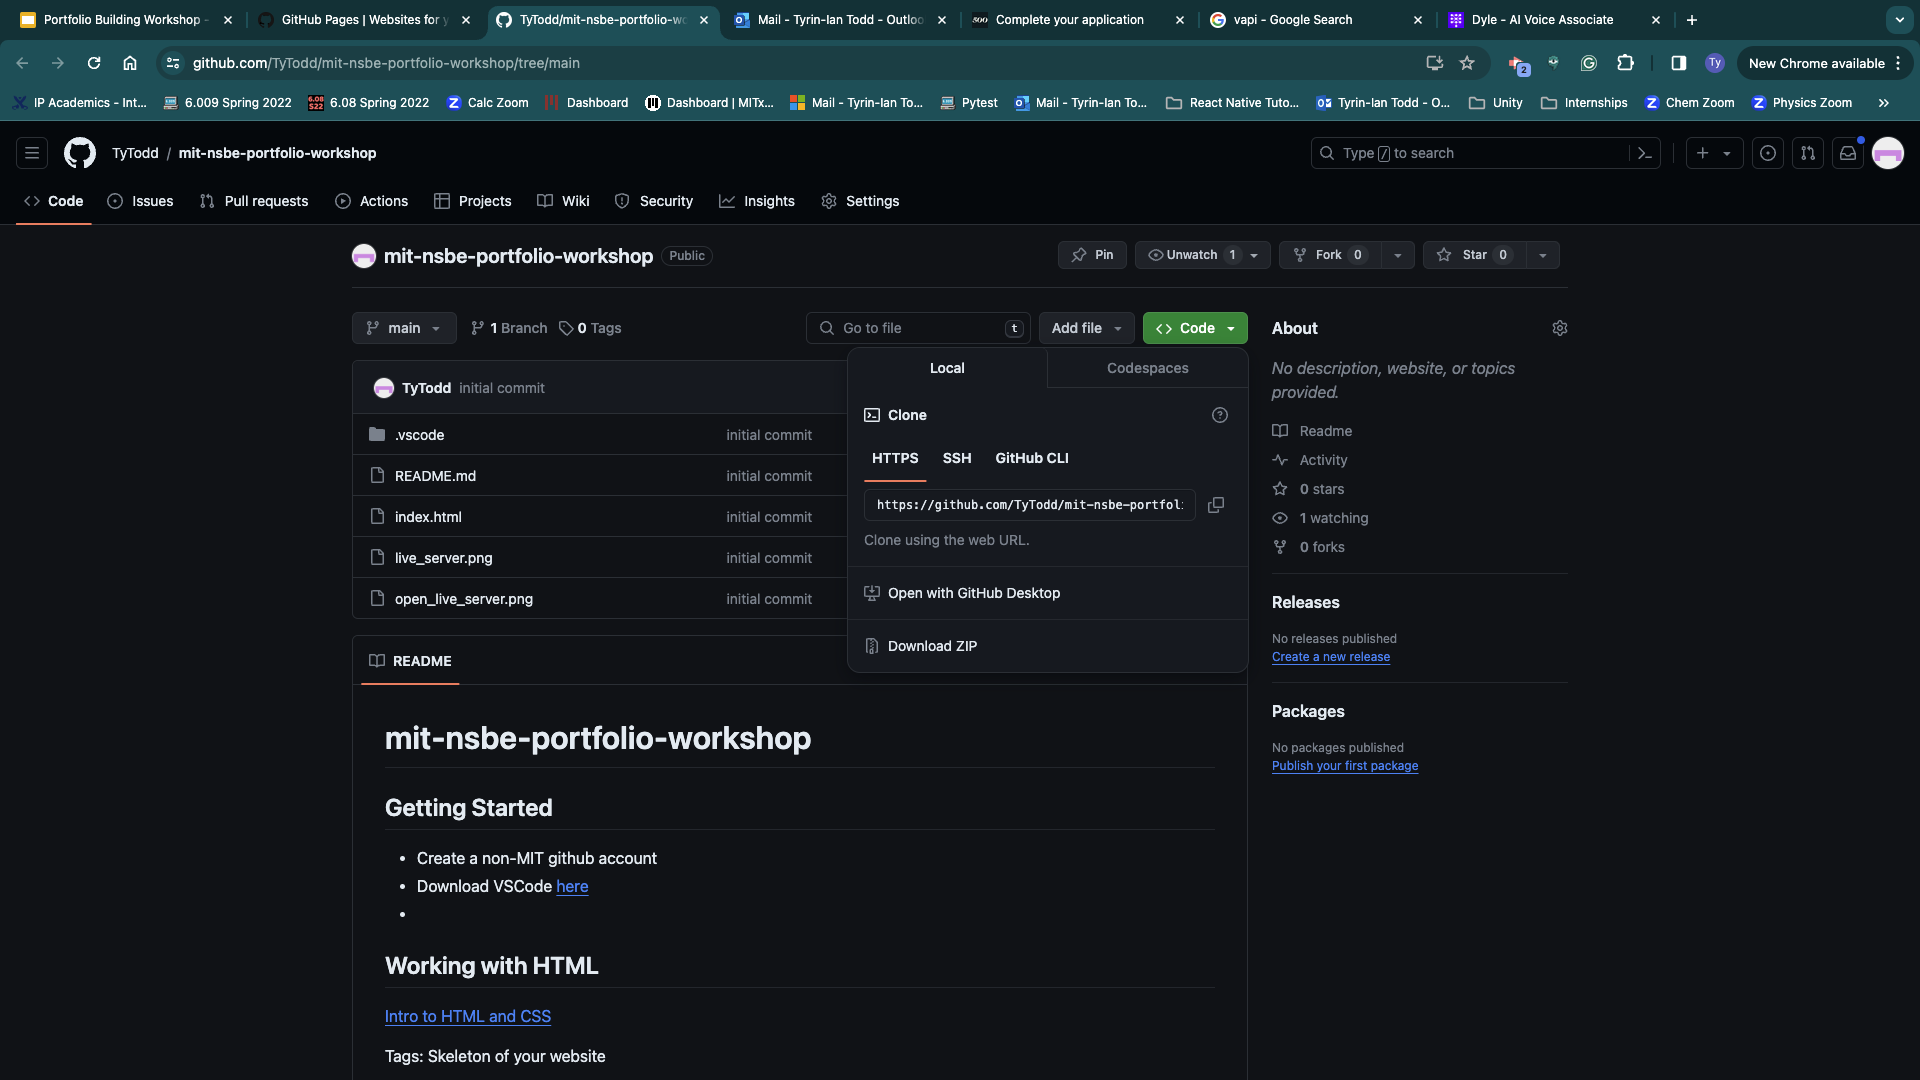 Portfolio Building Workshop -
GitHub Pages | Websites for y
TyTodd/mit-nsbe-portfolio-wo
Mail - Tyrin-Ian Todd - Outloo
Complete your application
vapi - Google Search
Dyle - AI Voice Associate
github.com/TyTodd/mit-nsbe-portfolio-workshop/tree/main
2
Ty
New Chrome available
IP Academics - Int...
6.009 Spring 2022
6.08 Spring 2022
Calc Zoom
Dashboard
Dashboard | MITx...
Mail - Tyrin-Ian To...
Pytest
Mail - Tyrin-Ian To...
React Native Tuto...
Tyrin-Ian Todd - O...
Unity
Internships
Chem Zoom
Physics Zoom
»
TyTodd / mit-nsbe-portfolio-workshop
Type / to search
Code
Issues
Pull requests
Actions
Projects
Wiki
Security
Insights
Settings
mit-nsbe-portfolio-workshop Public
Pin
Unwatch 1
Fork 0
Star 0
main
1 Branch
0 Tags
Go to file t
Add file
Code
TyTodd initial commit
.vscode initial commit
README.md initial commit
index.html initial commit
live_server.png initial commit
open_live_server.png initial commit
Local
Codespaces
Clone
HTTPS
SSH
GitHub CLI
https://github.com/TyTodd/mit-nsbe-portfoli
Clone using the web URL.
Open with GitHub Desktop
Download ZIP
About
No description, website, or topics
provided.
Readme
Activity
0 stars
1 watching
0 forks
Releases
No releases published
Create a new release
Packages
No packages published
Publish your first package
README
mit-nsbe-portfolio-workshop
Getting Started
• Create a non-MIT github account
• Download VSCode here
•
Working with HTML
Intro to HTML and CSS
Tags: Skeleton of your website